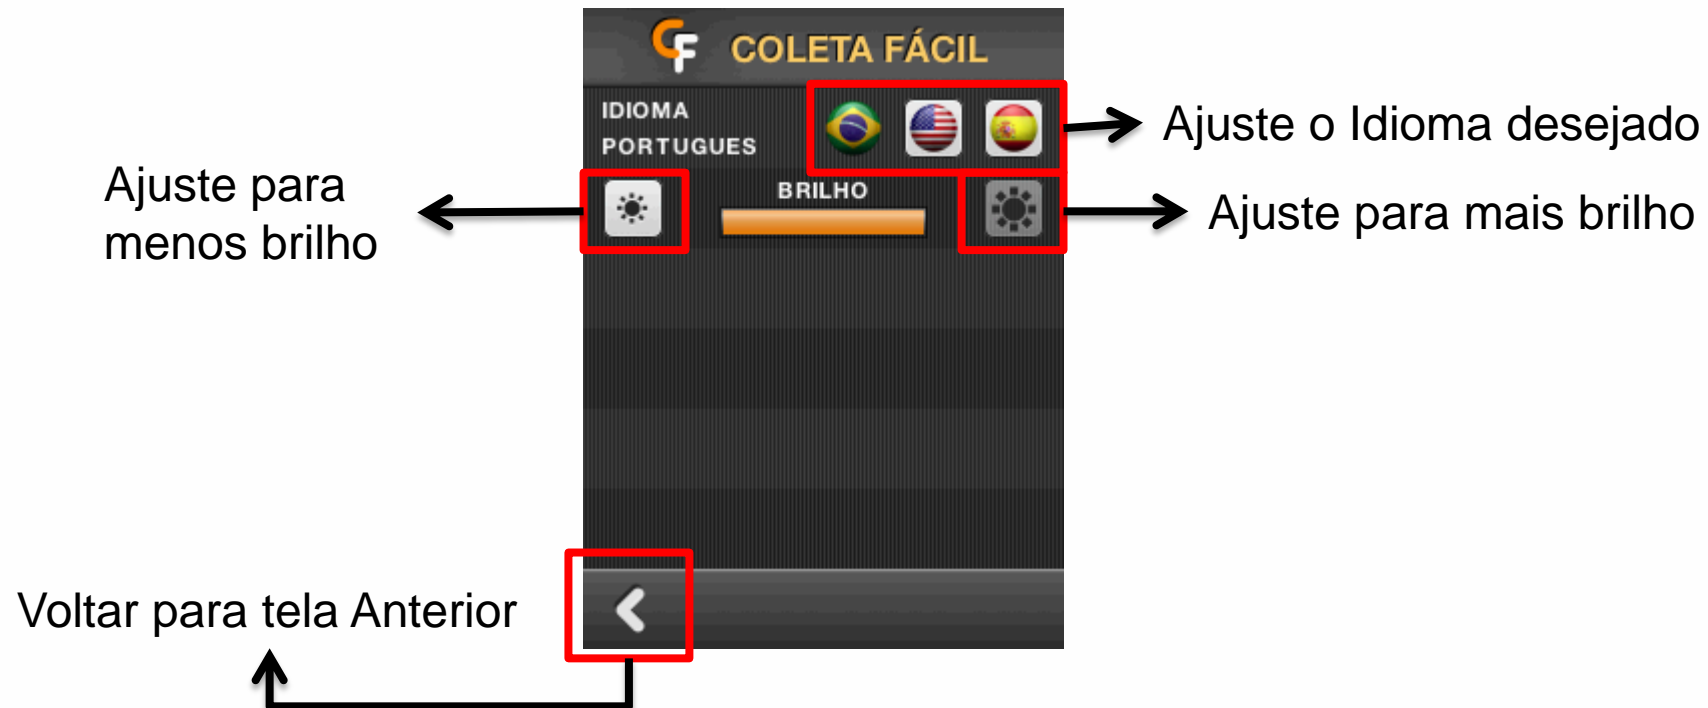 CF COLETA FÁCIL
IDIOMA
PORTUGUES
Ajuste o Idioma desejado
Ajuste para
menos brilho
BRILHO
Ajuste para mais brilho
Voltar para tela Anterior